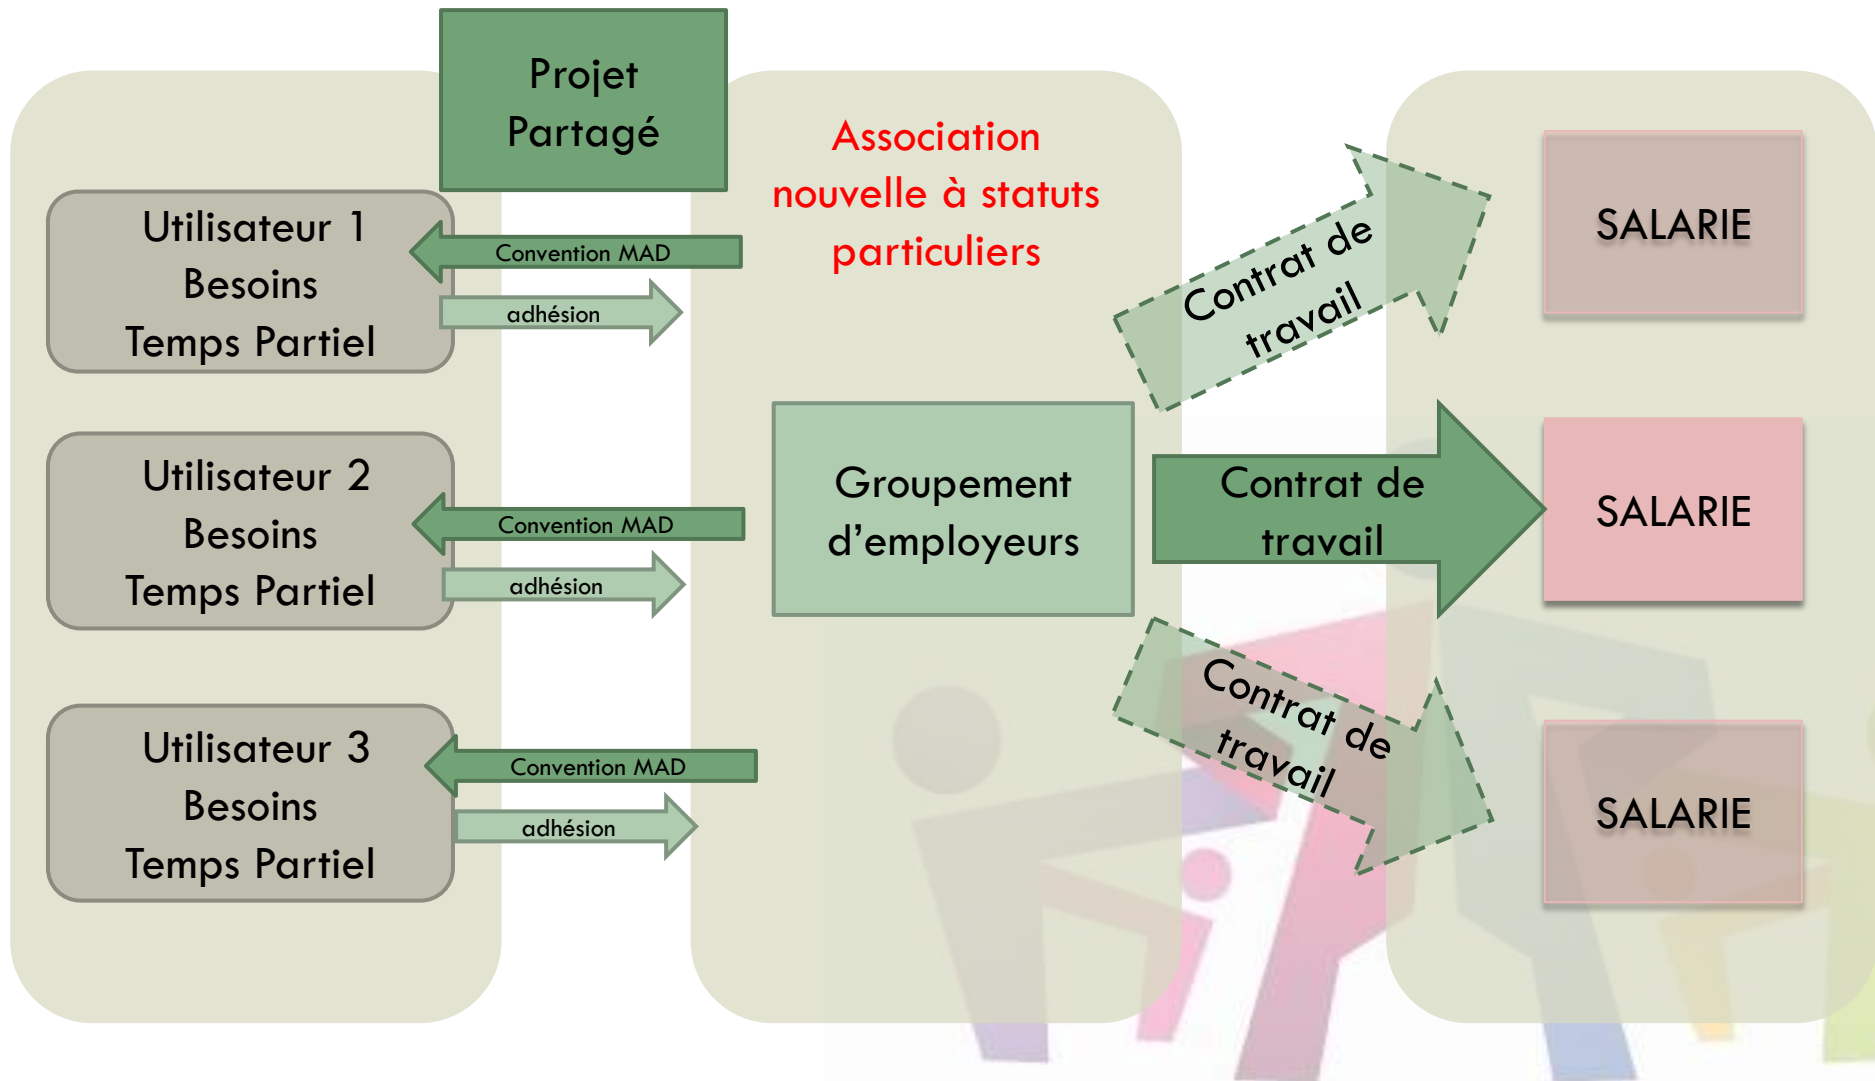 Projet
Partagé
Utilisateur 1
Besoins
Temps Partiel
Convention MAD
adhésion
Utilisateur 2
Besoins
Temps Partiel
Convention MAD
adhésion
Utilisateur 3
Besoins
Temps Partiel
Convention MAD
adhésion
Association
nouvelle à statuts
particuliers
Groupement
d’employeurs
Contrat de
travail
SALARIE
Contrat de
travail
SALARIE
Contrat de
travail
SALARIE